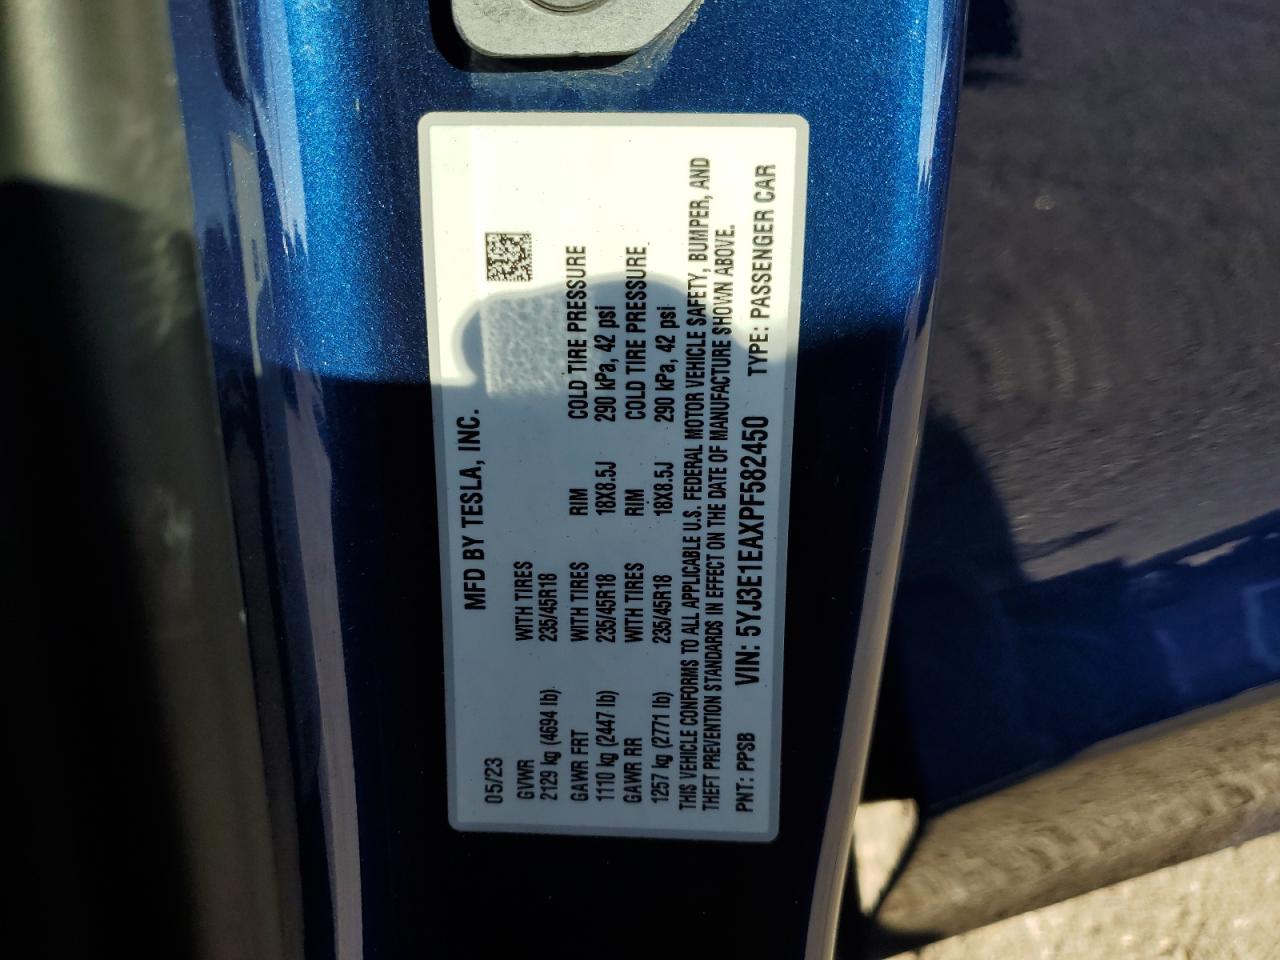 MFD BY TESLA, INC.
05/23
GVWR WITH TIRES
2129 kg (4694 lb) 235/45R18
GAWR FRT WITH TIRES RIM COLD TIRE PRESSURE
1110 kg (2447 lb) 235/45R18 18X8.5J 290 kPa, 42 psi
GAWR RR WITH TIRES RIM COLD TIRE PRESSURE
1257 kg (2771 lb) 235/45R18 18X8.5J 290 kPa, 42 psi
THIS VEHICLE CONFORMS TO ALL APPLICABLE U.S. FEDERAL MOTOR VEHICLE SAFETY, BUMPER, AND
THEFT PREVENTION STANDARDS IN EFFECT ON THE DATE OF MANUFACTURE SHOWN ABOVE.
PNT: PPSB VIN: 5YJ3E1EAXPF582450 TYPE: PASSENGER CAR